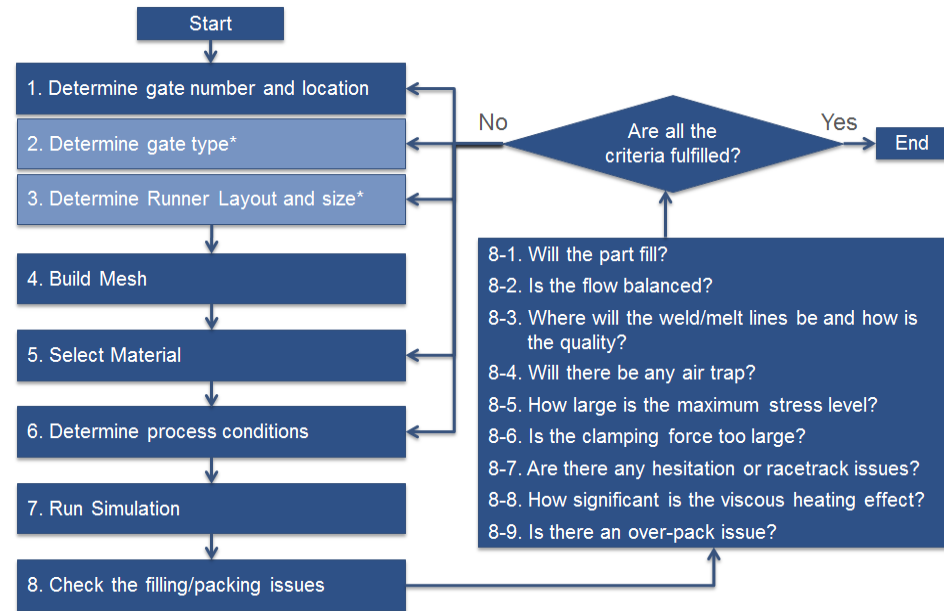 Start
1. Determine gate number and location
2. Determine gate type*
3. Determine Runner Layout and size*
4. Build Mesh
5. Select Material
6. Determine process conditions
7. Run Simulation
8. Check the filling/packing issues
No
Are all the
criteria fulfilled?
Yes
End
8-1. Will the part fill?
8-2. Is the flow balanced?
8-3. Where will the weld/melt lines be and how is
the quality?
8-4. Will there be any air trap?
8-5. How large is the maximum stress level?
8-6. Is the clamping force too large?
8-7. Are there any hesitation or racetrack issues?
8-8. How significant is the viscous heating effect?
8-9. Is there an over-pack issue?